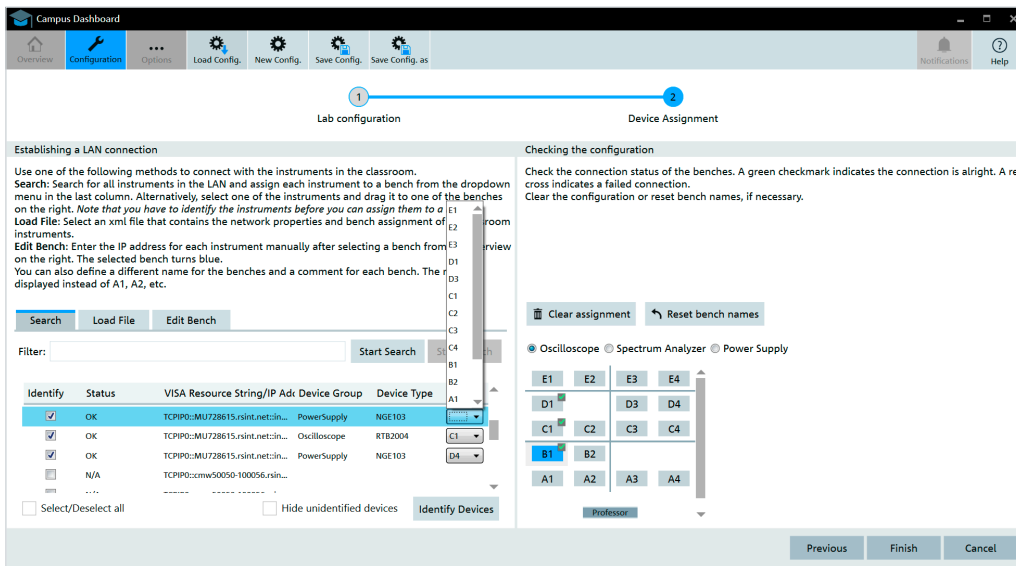 Campus Dashboard
Overview
Configuration
Options
Load Config.
New Config.
Save Config.
Save Config. as
Notifications
Help
1
2
Lab configuration
Device Assignment
Establishing a LAN connection
Use one of the following methods to connect with the instruments in the classroom.
Search: Search for all instruments in the LAN and assign each instrument to a bench from the dropdown
menu in the last column. Alternatively, select one of the instruments and drag it to one of the benches
on the right. Note that you have to identify the instruments before you can assign them to a
Load File: Select an xml file that contains the network properties and bench assignment of room
instruments.
Edit Bench: Enter the IP address for each instrument manually after selecting a bench from
on the right. The selected bench turns blue.
You can also define a different name for the benches and a comment for each bench. The
displayed instead of A1, A2, etc.
E1
E2
E3
D1
D3
C1
C2
C3
C4
B1
B2
A1
Search
Load File
Edit Bench
Filter:
Start Search
Identify
Status
VISA Resource String/IP Adc
Device Group
Device Type
OK TCPIP0::MU728615.rsint.net::in... PowerSupply NGE103 .......
OK TCPIP0::MU728615.rsint.net::in... Oscilloscope RTB2004 C1
OK TCPIP0::MU728615.rsint.net::in... PowerSupply NGE103 D4
N/A TCPIP0::cmw50050-100056.rsin...
Select/Deselect all
Hide unidentified devices
Identify Devices
Checking the configuration
Check the connection status of the benches. A green checkmark indicates the connection is alright. A re
cross indicates a failed connection.
Clear the configuration or reset bench names, if necessary.
Clear assignment
Reset bench names
Oscilloscope
Spectrum Analyzer
Power Supply
E1 E2 E3 E4
D1 D3 D4
C1 C2 C3 C4
B1 B2
A1 A2 A3 A4
Professor
Previous
Finish
Cancel